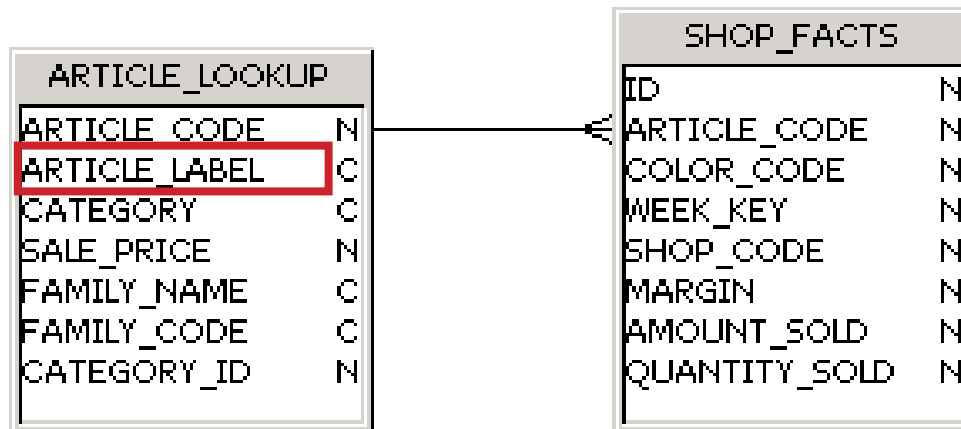 ARTICLE_LOOKUP
ARTICLE_CODE N
ARTICLE_LABEL C
CATEGORY C
SALE_PRICE N
FAMILY_NAME C
FAMILY_CODE C
CATEGORY_ID N
SHOP_FACTS
ID N
ARTICLE_CODE N
COLOR_CODE N
WEEK_KEY N
SHOP_CODE N
MARGIN N
AMOUNT_SOLD N
QUANTITY_SOLD N